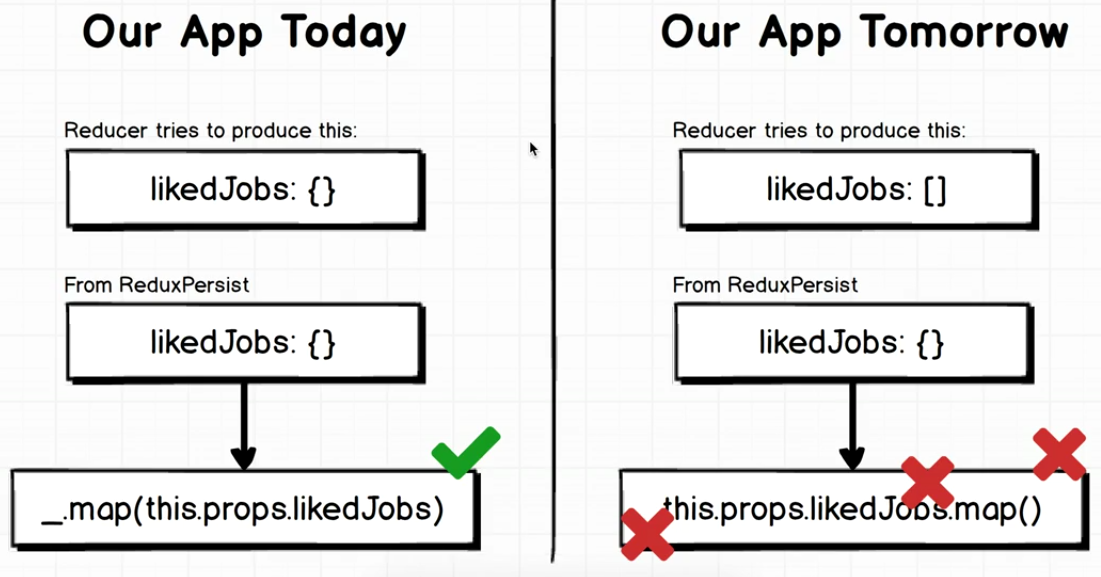 Our App Today
Reducer tries to produce this:
likedJobs: {}
From ReduxPersist
likedJobs: {}
_.map(this.props.likedJobs)
Our App Tomorrow
Reducer tries to produce this:
likedJobs: []
From ReduxPersist
likedJobs: {}
this.props.likedJobs.map()